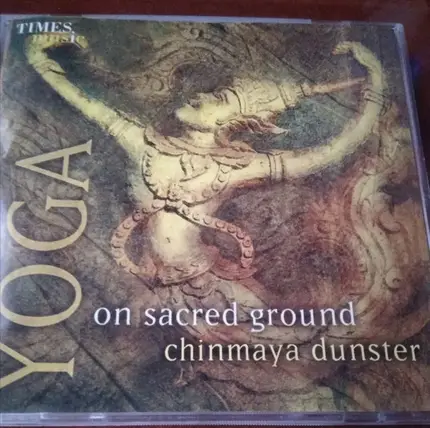 TIMES
music
YOGA
on sacred ground
chinmaya dunster